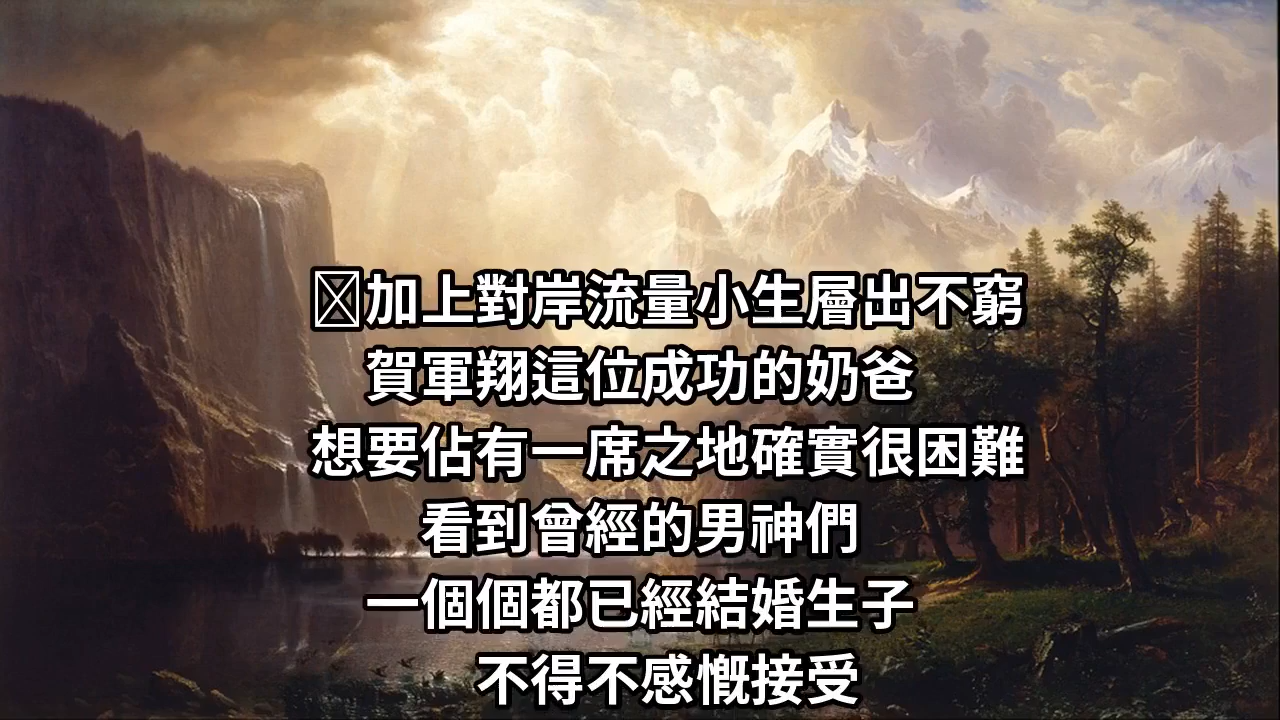 加上對岸流量小生層出不窮
賀軍翔這位成功的奶爸
想要佔有一席之地確實很困難
看到曾經的男神們
一個個都已經結婚生子
不得不感慨接受